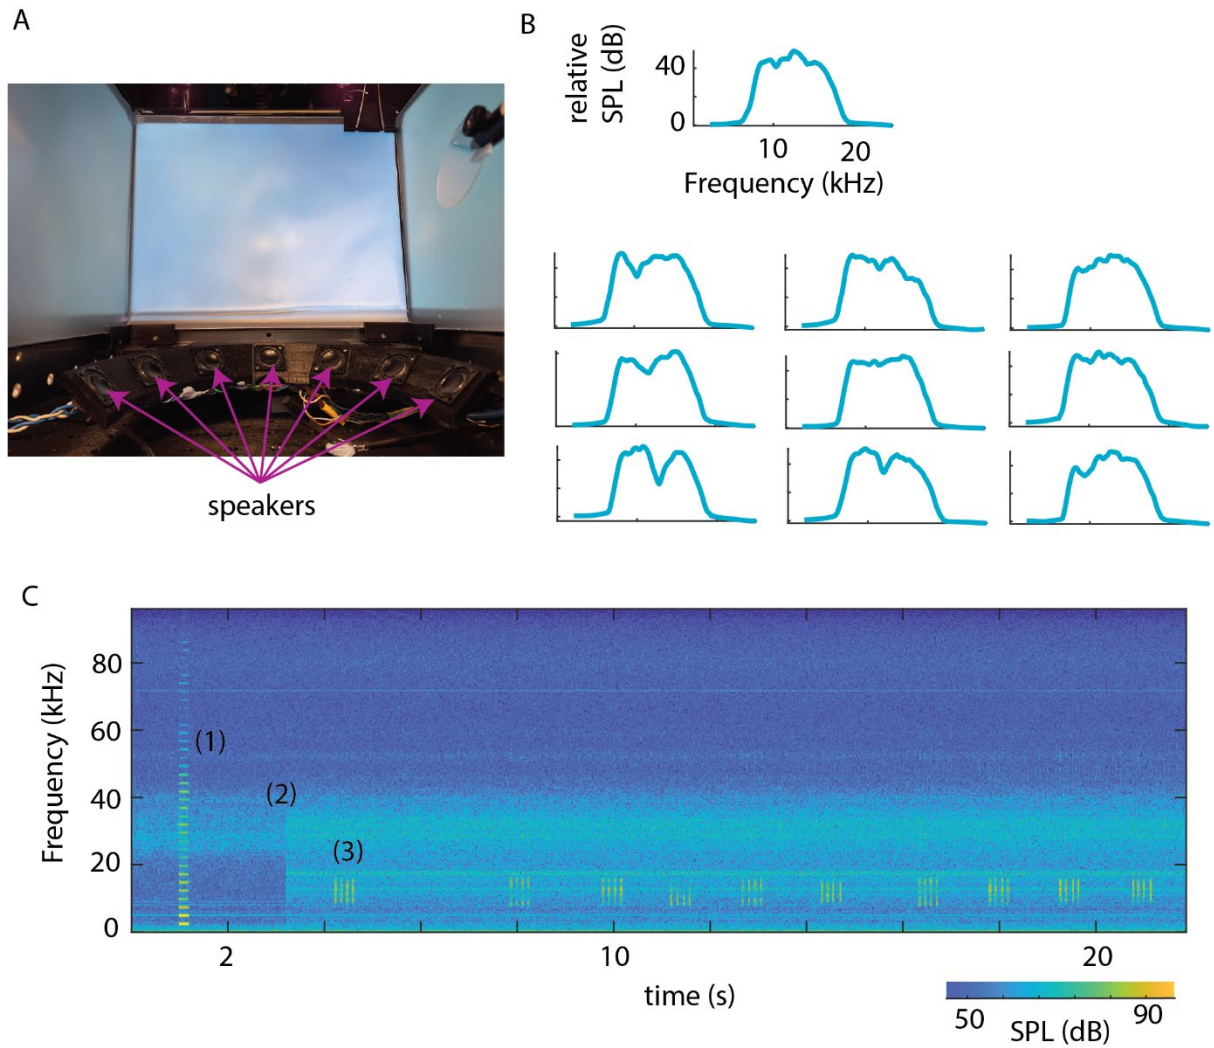 A
speakers
B
relative
SPL (dB)
40
0
10 20
Frequency (kHz)
C
Frequency (kHz)
80
60
40
20
0
(1)
(2)
(3)
2 10 20
time (s)
50 90
SPL (dB)